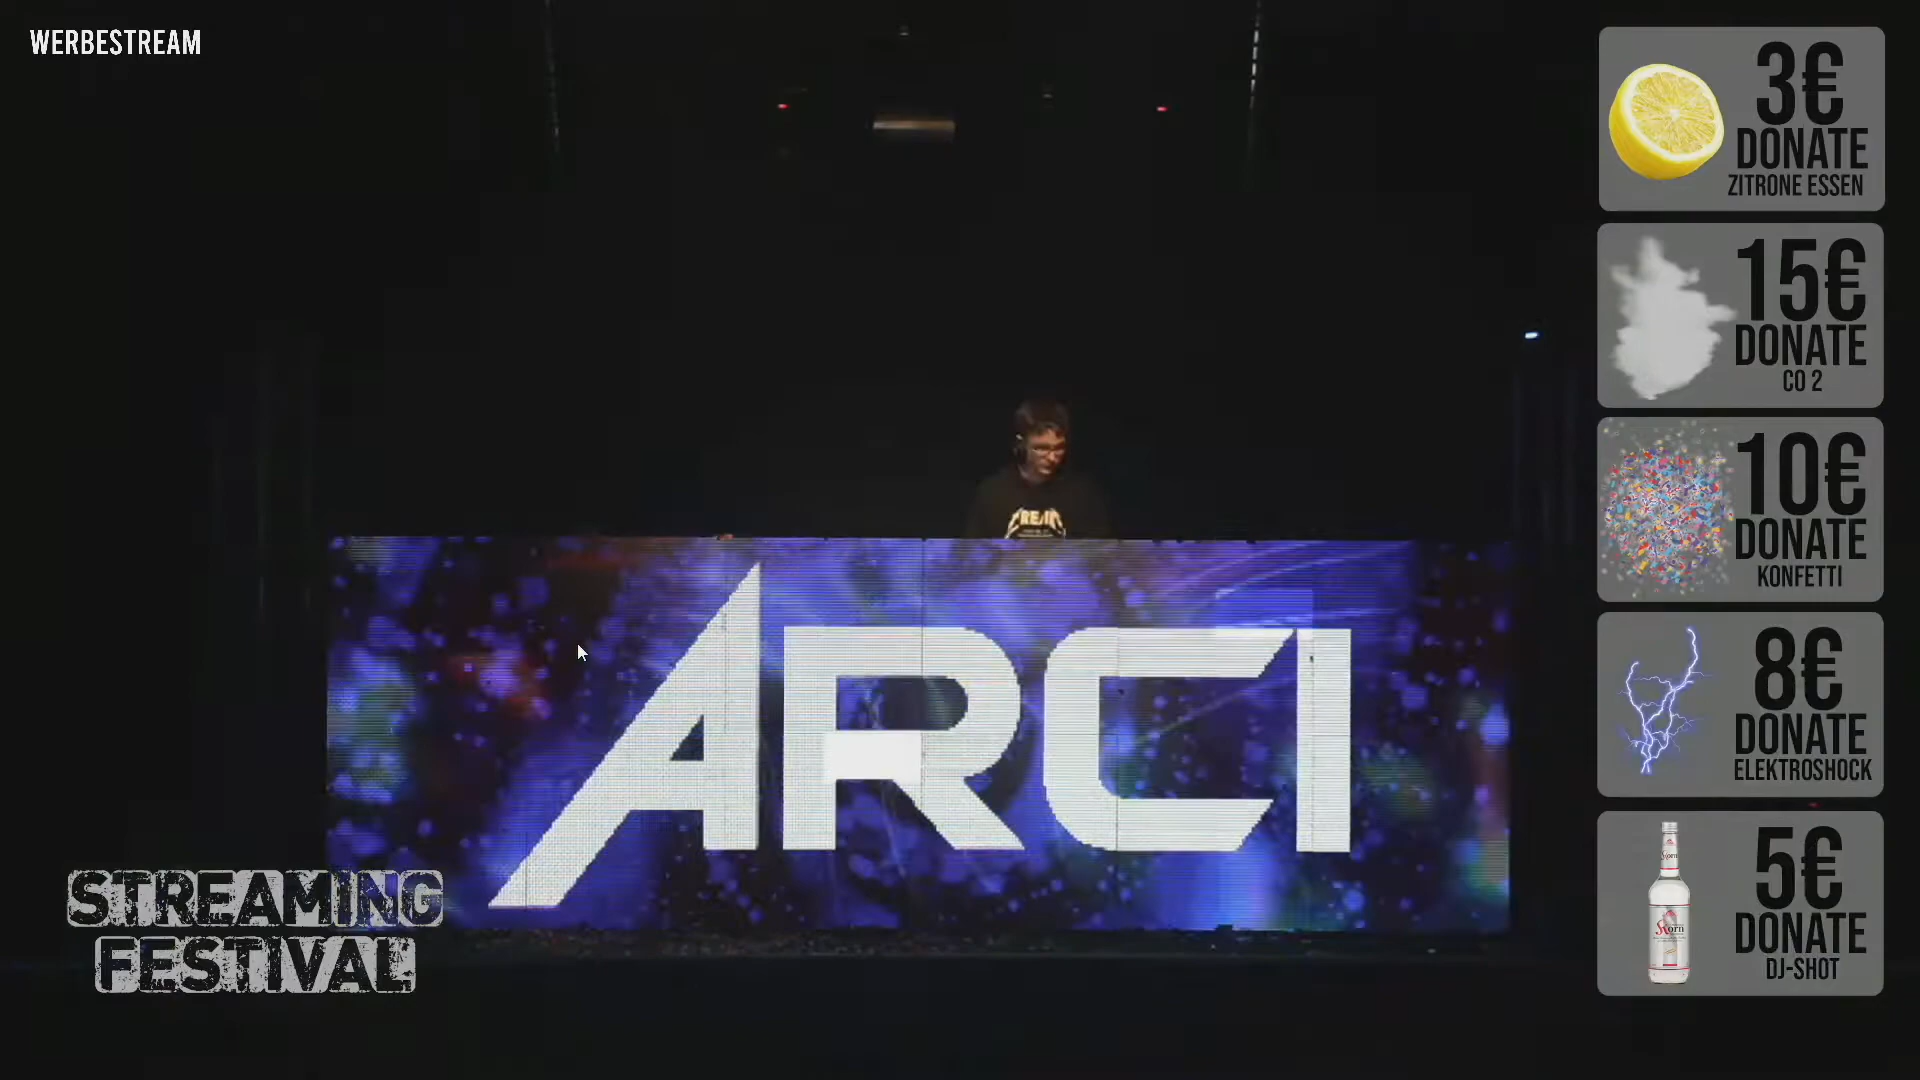 WERBESTREAM
3€
DONATE
ZITRONE ESSEN
15€
DONATE
CO 2
10€
DONATE
KONFETTI
8€
DONATE
ELEKTROSHOCK
5€
DONATE
DJ-SHOT
Korn
ARCI
STREAMING
FESTIVAL